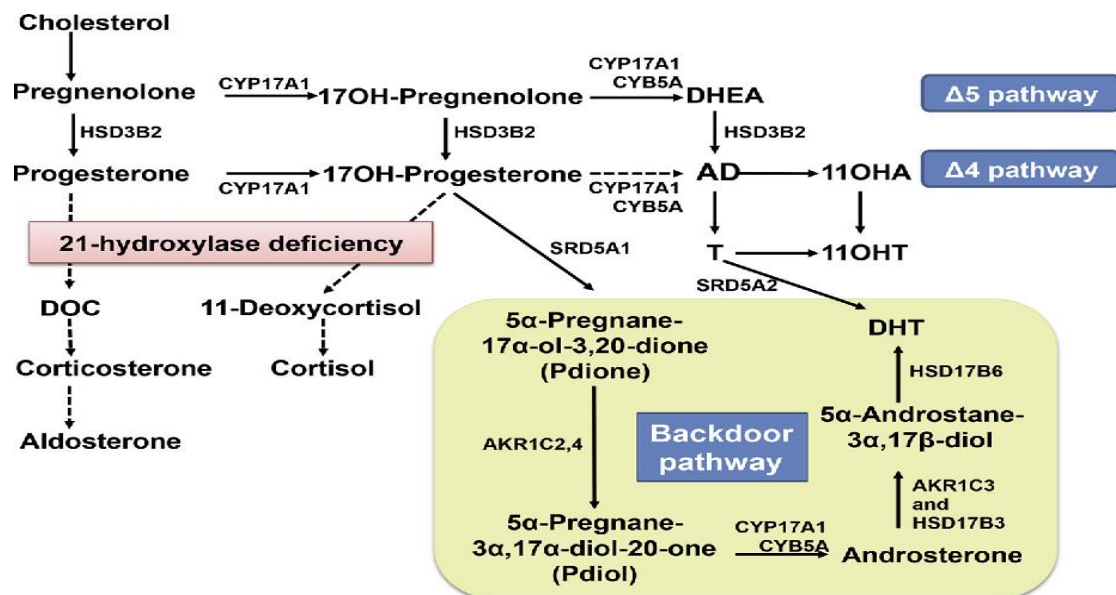 Cholesterol
Pregnenolone
CYP17A1
17OH-Pregnenolone
CYP17A1
CYB5A
DHEA
Δ5 pathway
HSD3B2
HSD3B2
HSD3B2
Progesterone
CYP17A1
17OH-Progesterone
CYP17A1
CYB5A
AD
11OHA
Δ4 pathway
21-hydroxylase deficiency
SRD5A1
T
11OHT
SRD5A2
DOC
11-Deoxycortisol
Corticosterone
Cortisol
Aldosterone
5α-Pregnane-
17α-ol-3,20-dione
(Pdione)
DHT
HSD17B6
AKR1C2,4
Backdoor
pathway
5α-Androstane-
3α,17β-diol
AKR1C3
and
HSD17B3
5α-Pregnane-
3α,17α-diol-20-one
(Pdiol)
CYP17A1
CYB5A
Androsterone